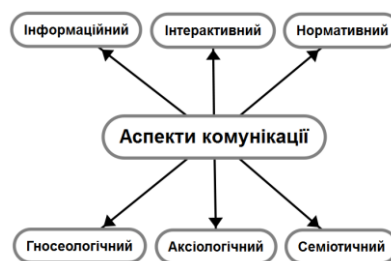 Інформаційний
Інтерактивний
Нормативний
Аспекти комунікації
Гносеологічний
Аксіологічний
Семіотичний